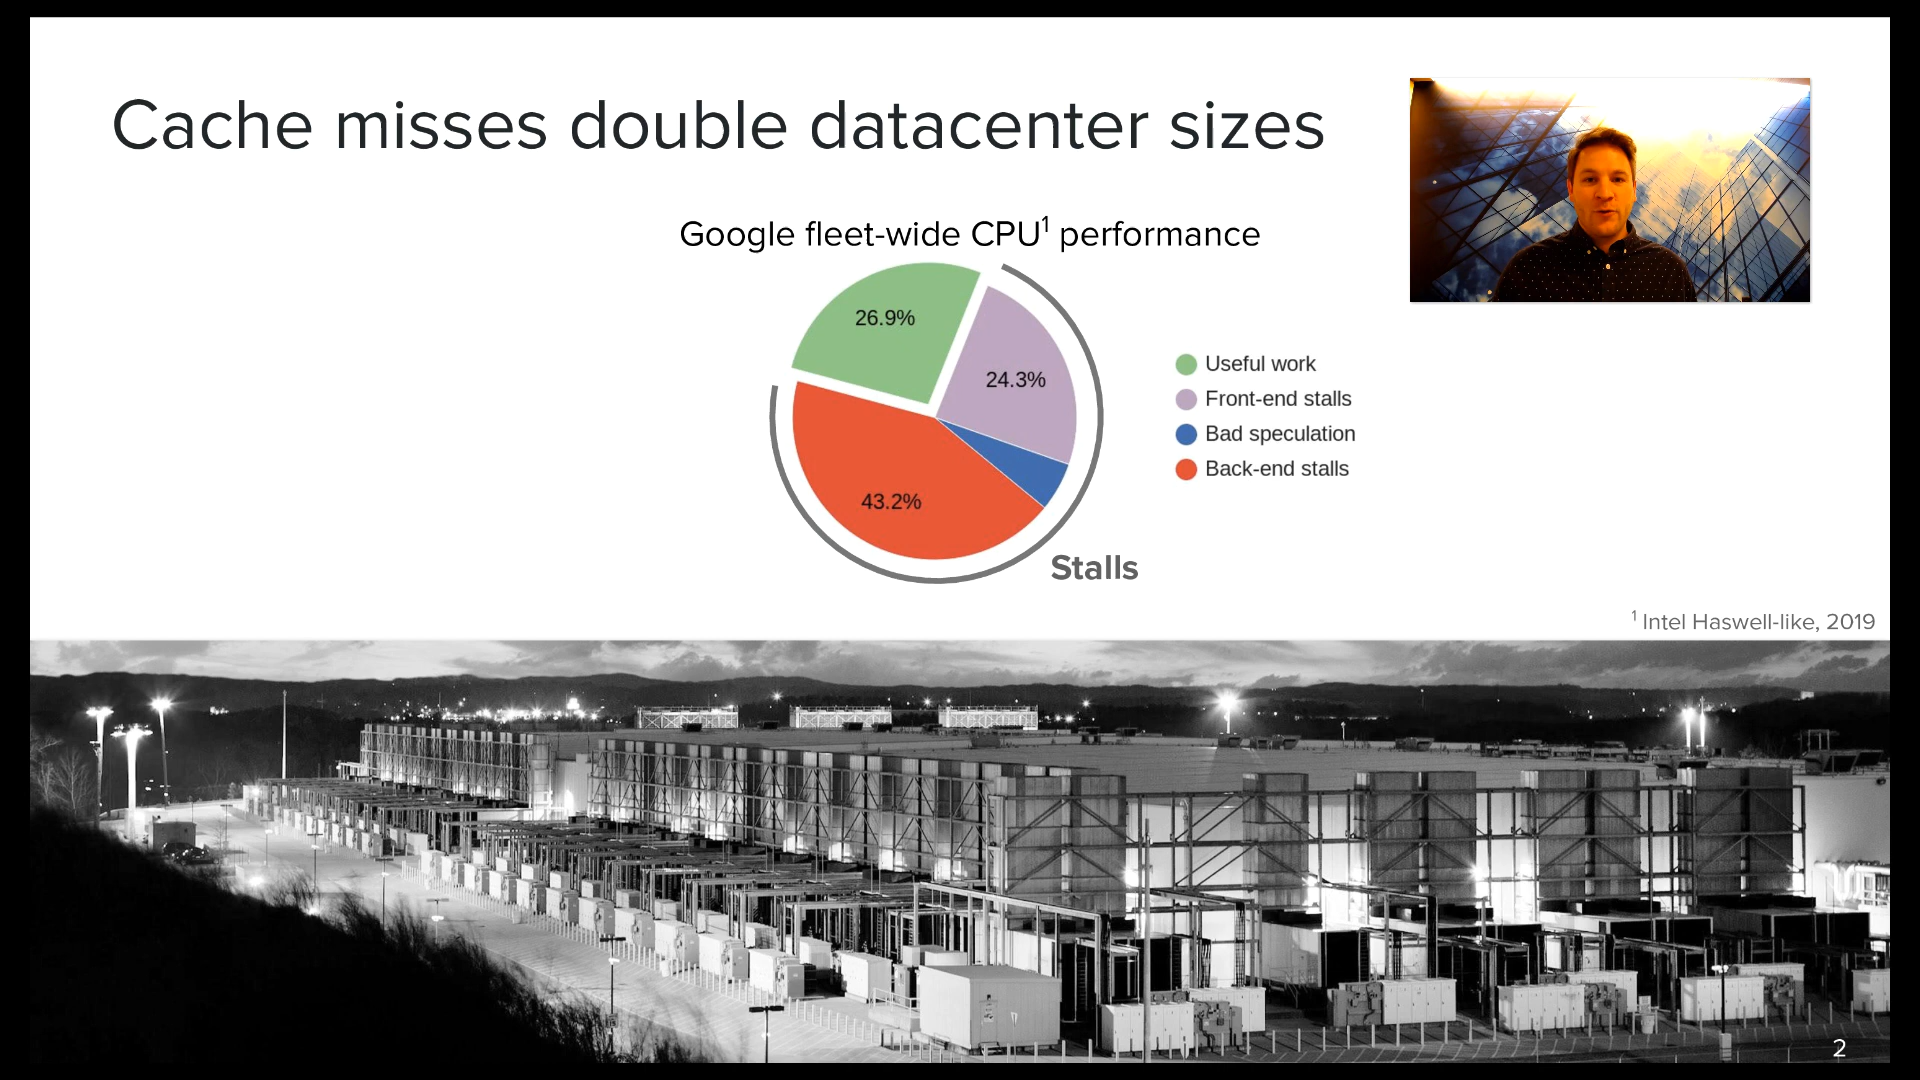 Cache misses double datacenter sizes
Google fleet-wide CPU¹ performance
26.9%
24.3%
43.2%
Useful work
Front-end stalls
Bad speculation
Back-end stalls
Stalls
¹ Intel Haswell-like, 2019
2